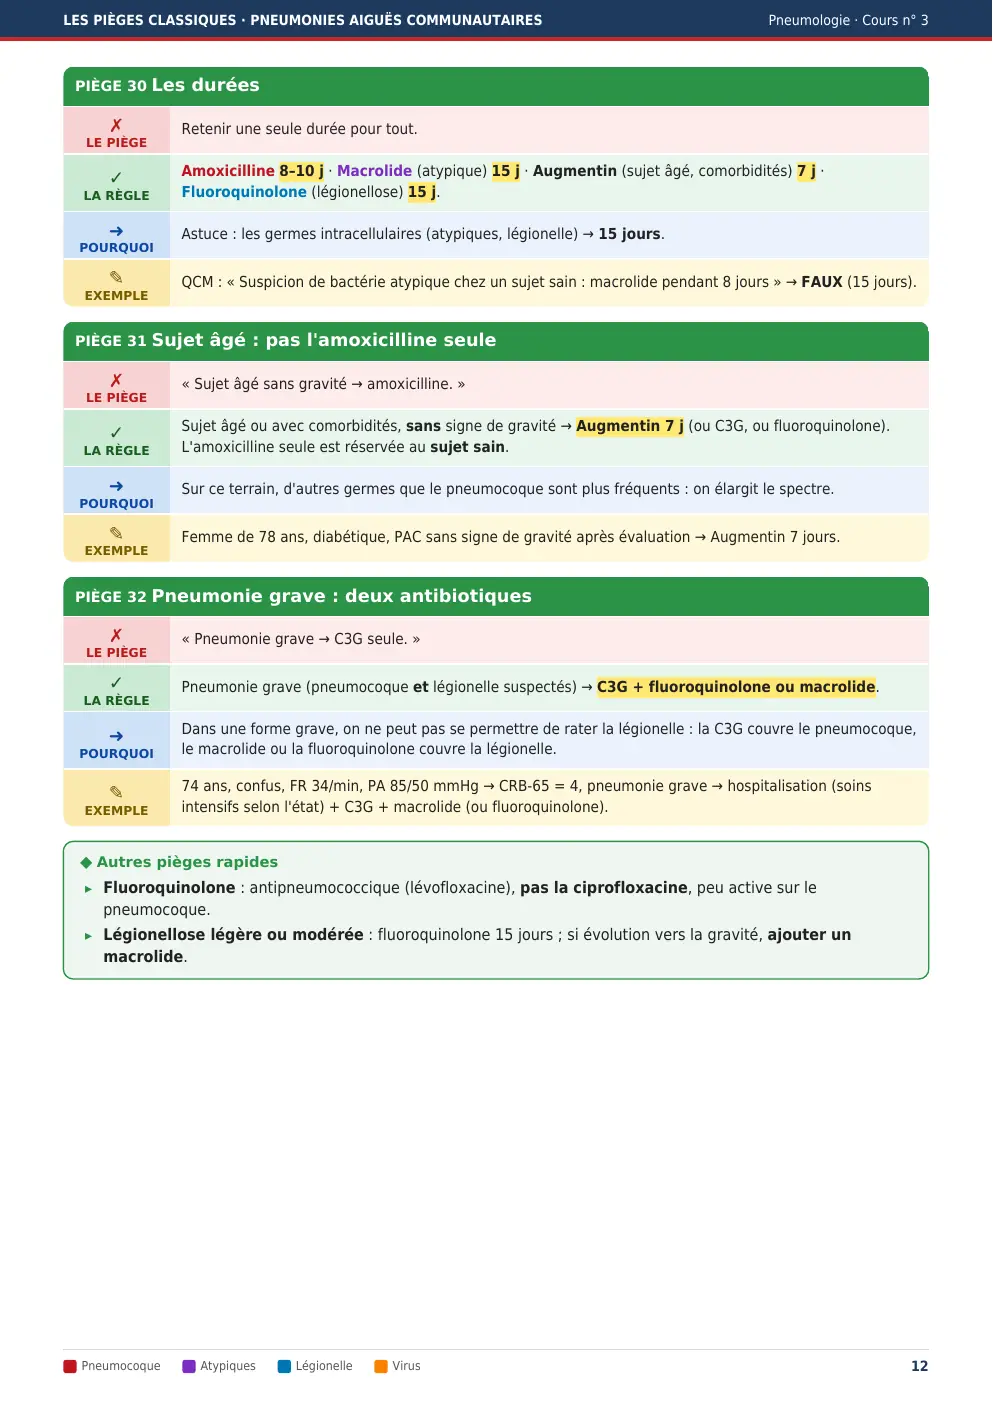 LES PIÈGES CLASSIQUES · PNEUMONIES AIGUËS COMMUNAUTAIRES
Pneumologie · Cours n° 3
PIÈGE 30 Les durées
✗
LE PIÈGE
Retenir une seule durée pour tout.
✓
LA RÈGLE
Amoxicilline 8–10 j · Macrolide (atypique) 15 j · Augmentin (sujet âgé, comorbidités) 7 j ·
Fluoroquinolone (légionellose) 15 j.
➜
POURQUOI
Astuce : les germes intracellulaires (atypiques, légionelle) → 15 jours.
✎
EXEMPLE
QCM : « Suspicion de bactérie atypique chez un sujet sain : macrolide pendant 8 jours » → FAUX (15 jours).
PIÈGE 31 Sujet âgé : pas l'amoxicilline seule
✗
LE PIÈGE
« Sujet âgé sans gravité → amoxicilline. »
✓
LA RÈGLE
Sujet âgé ou avec comorbidités, sans signe de gravité → Augmentin 7 j (ou C3G, ou fluoroquinolone).
L'amoxicilline seule est réservée au sujet sain.
➜
POURQUOI
Sur ce terrain, d'autres germes que le pneumocoque sont plus fréquents : on élargit le spectre.
✎
EXEMPLE
Femme de 78 ans, diabétique, PAC sans signe de gravité après évaluation → Augmentin 7 jours.
PIÈGE 32 Pneumonie grave : deux antibiotiques
✗
LE PIÈGE
« Pneumonie grave → C3G seule. »
✓
LA RÈGLE
Pneumonie grave (pneumocoque et légionelle suspectés) → C3G + fluoroquinolone ou macrolide.
➜
POURQUOI
Dans une forme grave, on ne peut pas se permettre de rater la légionelle : la C3G couvre le pneumocoque,
le macrolide ou la fluoroquinolone couvre la légionelle.
✎
EXEMPLE
74 ans, confus, FR 34/min, PA 85/50 mmHg → CRB-65 = 4, pneumonie grave → hospitalisation (soins
intensifs selon l'état) + C3G + macrolide (ou fluoroquinolone).
◆ Autres pièges rapides
▸ Fluoroquinolone : antipneumococcique (lévofloxacine), pas la ciprofloxacine, peu active sur le
pneumocoque.
▸ Légionellose légère ou modérée : fluoroquinolone 15 jours ; si évolution vers la gravité, ajouter un
macrolide.
Pneumocoque Atypiques Légionelle Virus
12